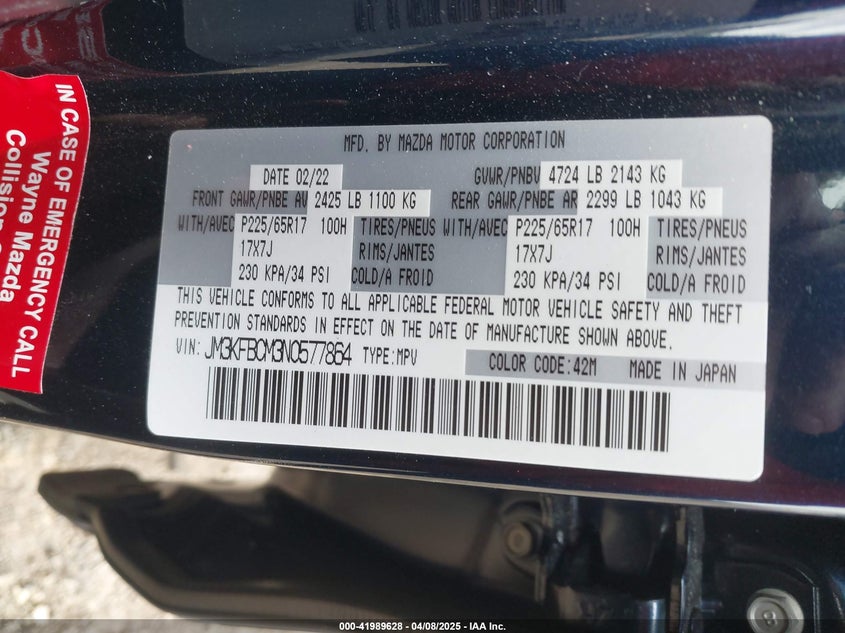 MFD. BY MAZDA MOTOR CORPORATION
DATE 02/22 GVWR/PNBV 4724 LB 2143 KG
FRONT GAWR/PNBE AV 2425 LB 1100 KG REAR GAWR/PNBE AR 2299 LB 1043 KG
WITH/AVEC P225/65R17 100H TIRES/PNEUS WITH/AVEC P225/65R17 100H TIRES/PNEUS
17X7J RIMS/JANTES 17X7J RIMS/JANTES
230 KPA/34 PSI COLD/A FROID 230 KPA/34 PSI COLD/A FROID
THIS VEHICLE CONFORMS TO ALL APPLICABLE FEDERAL MOTOR VEHICLE SAFETY AND THEFT
PREVENTION STANDARDS IN EFFECT ON THE DATE OF MANUFACTURE SHOWN ABOVE.
VIN: JM3KFBCM3N0577864 TYPE:MPV COLOR CODE:42M MADE IN JAPAN
IN CASE OF EMERGENCY CALL
Wayne Mazda
Collision
000-41989628 - 04/08/2025 - IAA Inc.